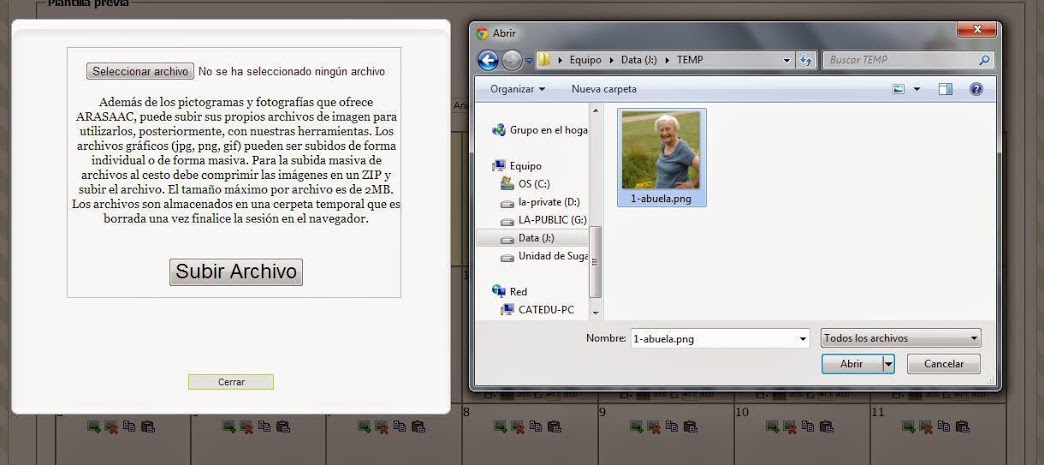 Plantilla previa
Seleccionar archivo No se ha seleccionado ningún archivo
Además de los pictogramas y fotografías que ofrece
ARASAAC, puede subir sus propios archivos de imagen para
utilizarlos, posteriormente, con nuestras herramientas. Los
archivos gráficos (jpg, png, gif) pueden ser subidos de forma
individual o de forma masiva. Para la subida masiva de
archivos al cesto debe comprimir las imágenes en un ZIP y
subir el archivo. El tamaño máximo por archivo es de 2MB.
Los archivos son almacenados en una cerpeta temporal que es
borrada una vez finalice la sesión en el navegador.
Subir Archivo
Cerrar
Abrir
Equipo Data (J:) TEMP
Buscar TEMP
Organizar Nueva carpeta
Grupo en el hoga
Equipo
OS (C:)
la-private (D:)
LA-PUBLIC (G:)
Data (J:)
Unidad de Suga
Red
CATEDU-PC
1-abuela.png
Nombre: 1-abuela.png Todos los archivos
Abrir Cancelar
8 9 10 11